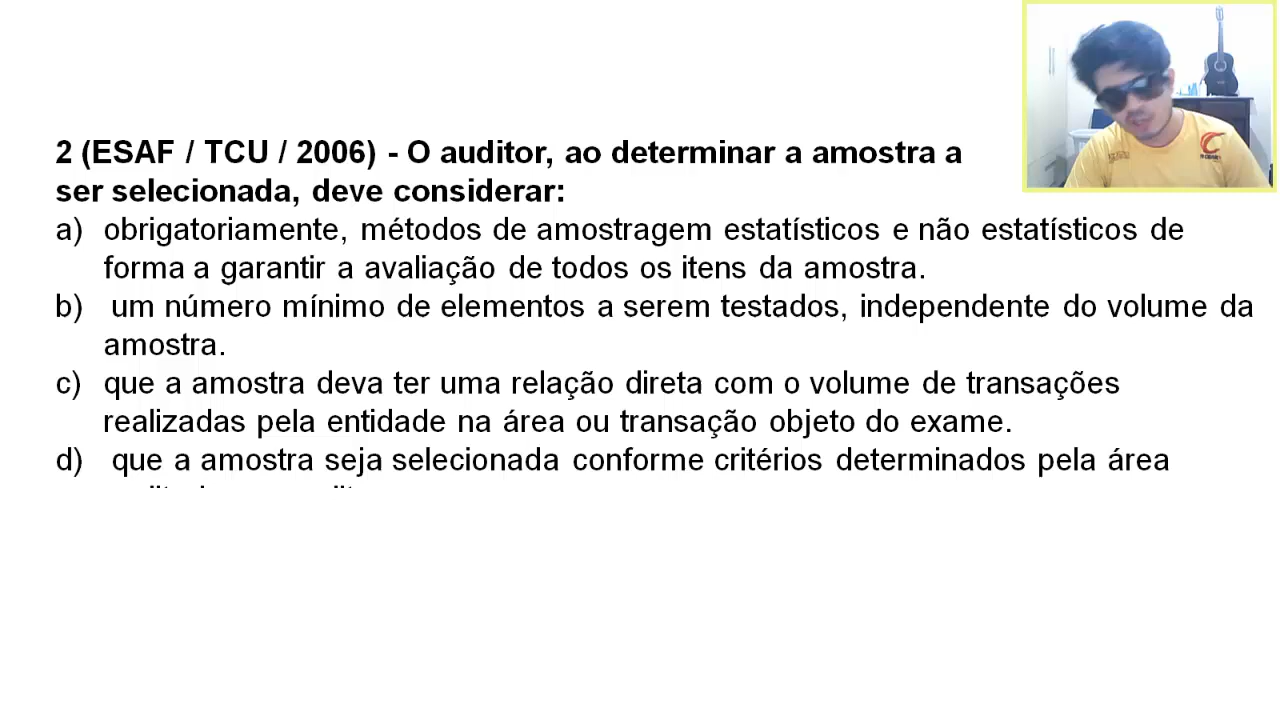 2 (ESAF / TCU / 2006) - O auditor, ao determinar a amostra a
ser selecionada, deve considerar:
a) obrigatoriamente, métodos de amostragem estatísticos e não estatísticos de
forma a garantir a avaliação de todos os itens da amostra.
b) um número mínimo de elementos a serem testados, independente do volume da
amostra.
c) que a amostra deva ter uma relação direta com o volume de transações
realizadas pela entidade na área ou transação objeto do exame.
d) que a amostra seja selecionada conforme critérios determinados pela área